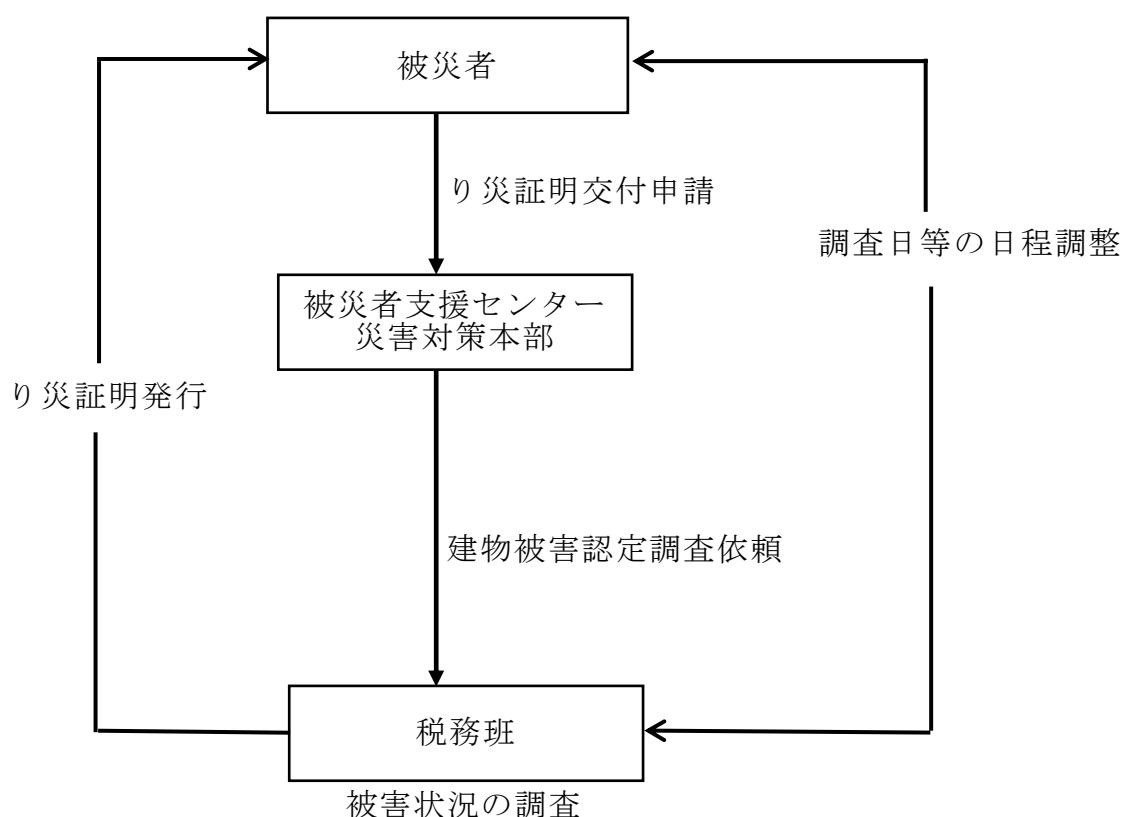 被災者
り災証明交付申請
調査日等の日程調整
被災者支援センター
災害対策本部
り災証明発行
建物被害認定調査依頼
税務班
被害状況の調査